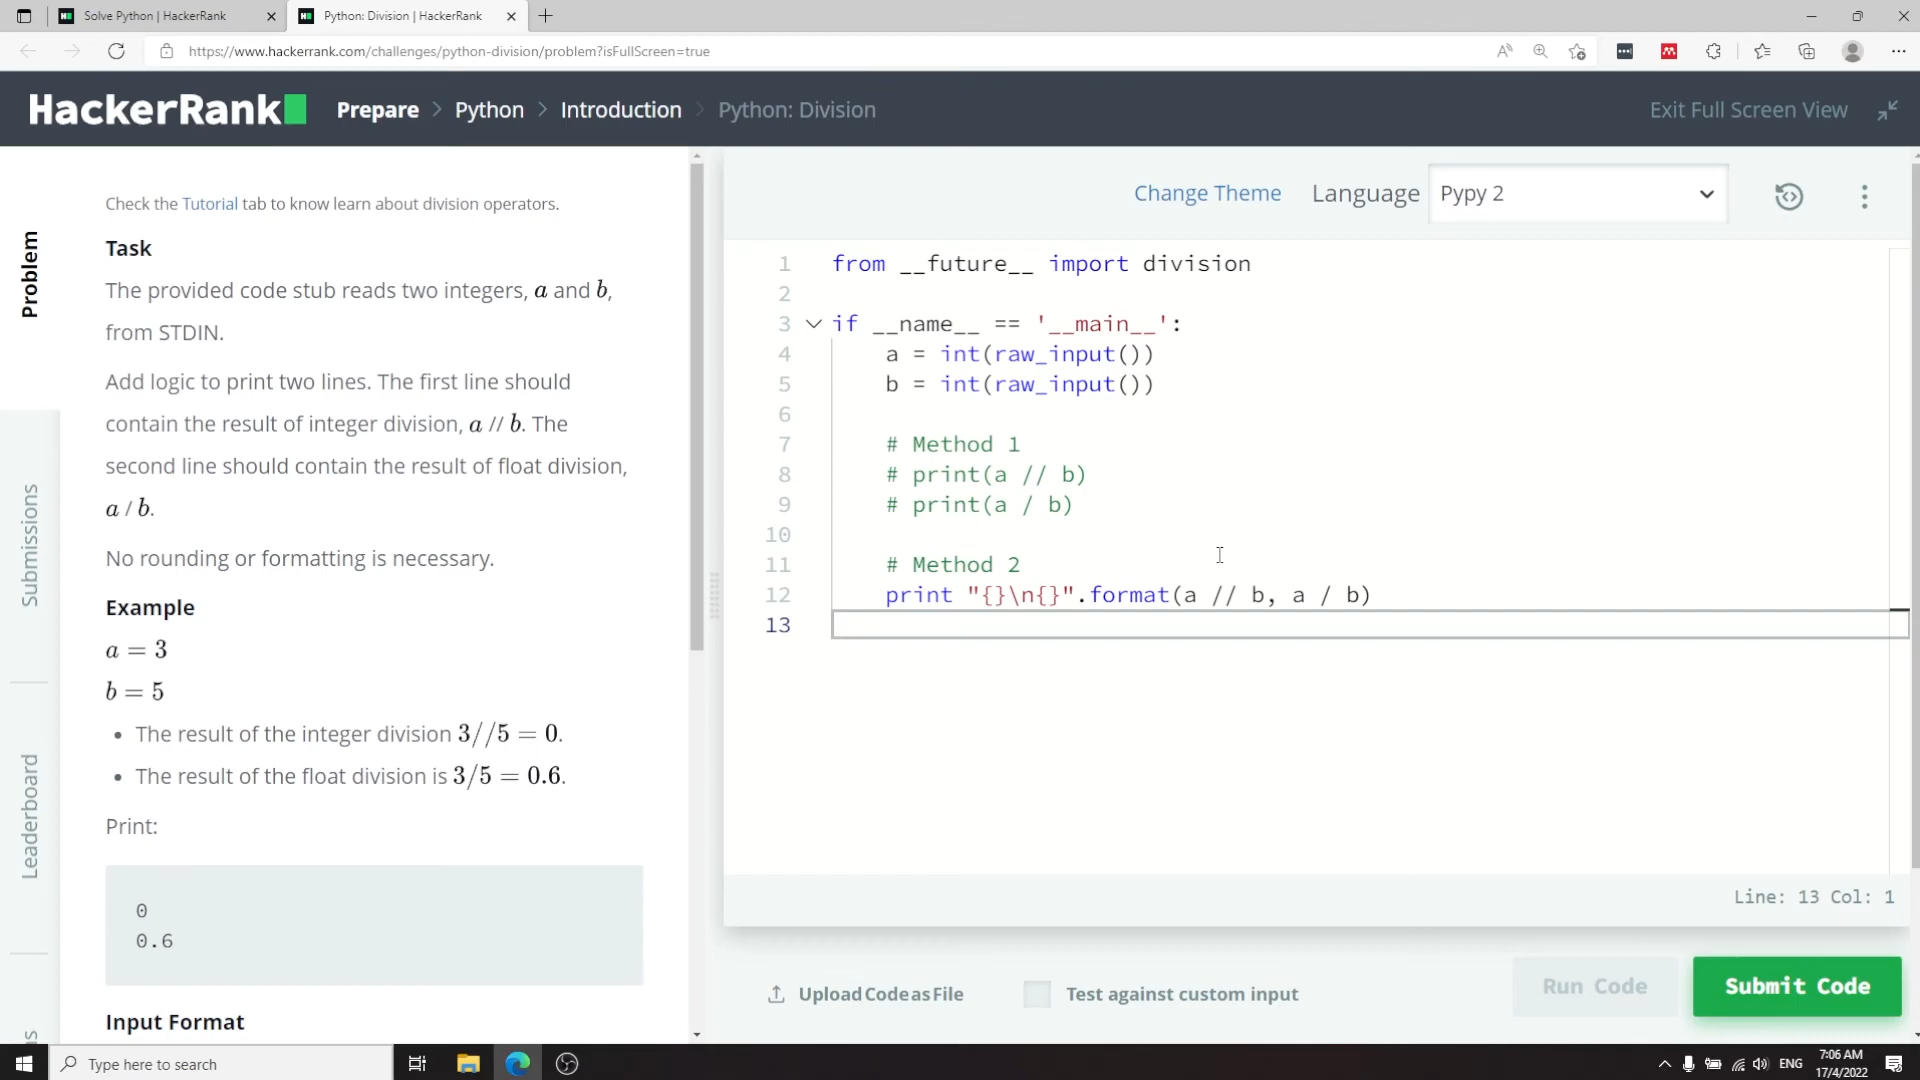 Solve Python | HackerRank
Python: Division | HackerRank
https://www.hackerrank.com/challenges/python-division/problem?isFullScreen=true
HackerRank
Prepare > Python > Introduction > Python: Division
Exit Full Screen View
Problem
Submissions
Leaderboard
Check the Tutorial tab to know learn about division operators.
Task
The provided code stub reads two integers, a and b,
from STDIN.
Add logic to print two lines. The first line should
contain the result of integer division, a // b. The
second line should contain the result of float division,
a / b.
No rounding or formatting is necessary.
Example
a = 3
b = 5
• The result of the integer division 3//5 = 0.
• The result of the float division is 3/5 = 0.6.
Print:
0
0.6
Input Format
Change Theme Language Pypy 2
1 from __future__ import division
2
3 if __name__ == '__main__':
4 a = int(raw_input())
5 b = int(raw_input())
6
7 # Method 1
8 # print(a // b)
9 # print(a / b)
10
11 # Method 2
12 print "{}\n{}".format(a // b, a / b)
13
Line: 13 Col: 1
Upload Code as File
Test against custom input
Run Code
Submit Code
Type here to search
ENG
7:06 AM
17/4/2022